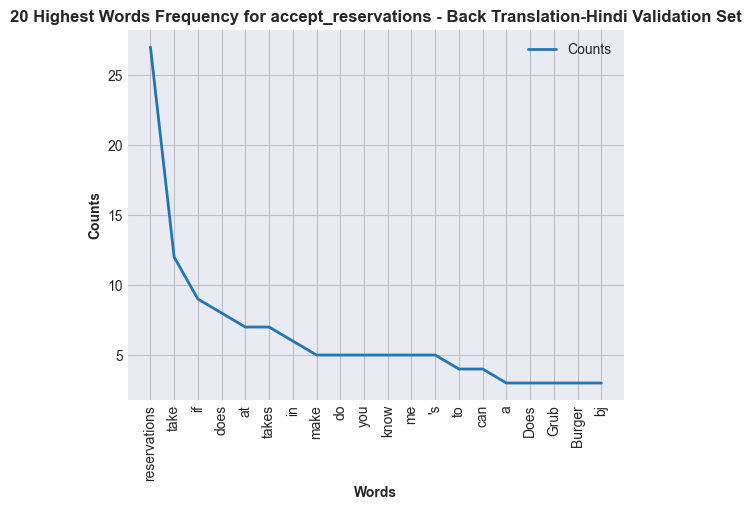 20 Highest Words Frequency for accept_reservations - Back Translation-Hindi Validation Set
Counts
25
20
15
10
5
Counts
reservations
take
if
does
at
takes
in
make
do
you
know
me
's
to
can
a
Does
Grub
Burger
bj
Words